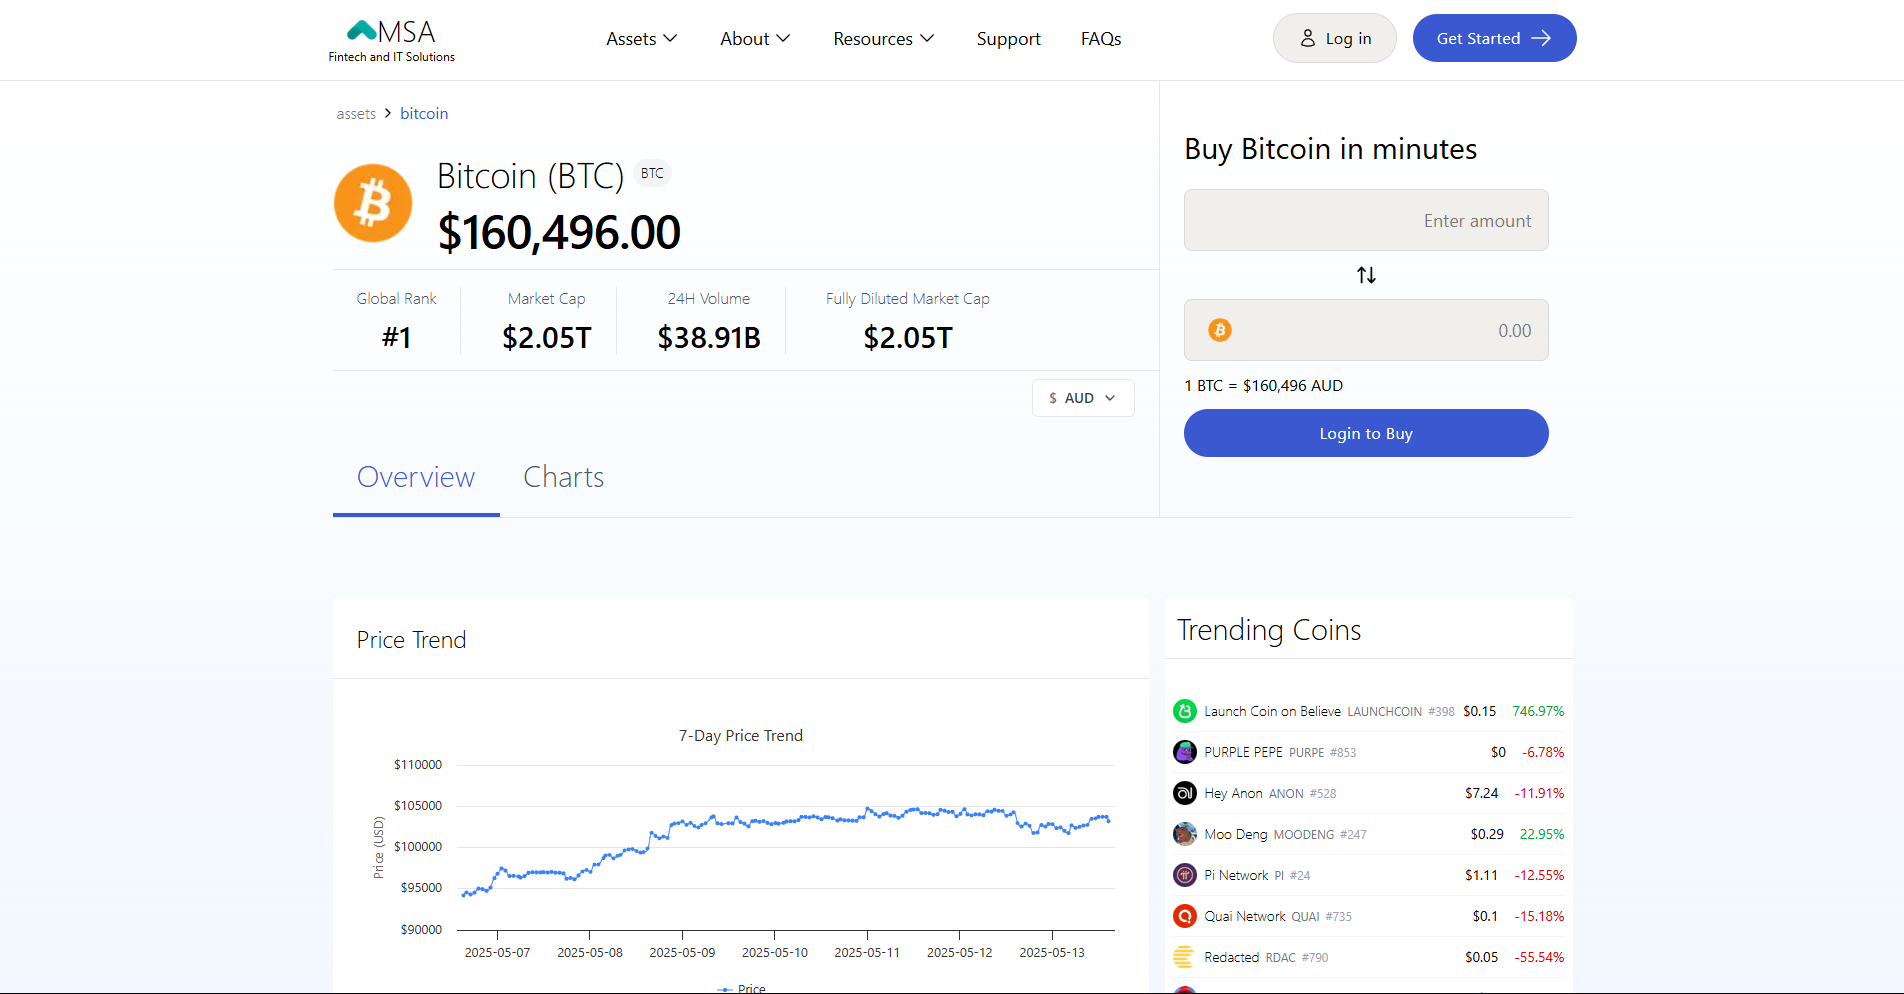 MSA
Fintech and IT Solutions
Assets
About
Resources
Support
FAQs
Log in
Get Started
assets > bitcoin
Bitcoin (BTC) BTC
$160,496.00
Global Rank
#1
Market Cap
$2.05T
24H Volume
$38.91B
Fully Diluted Market Cap
$2.05T
$ AUD
Buy Bitcoin in minutes
Enter amount
0.00
1 BTC = $160,496 AUD
Login to Buy
Overview
Charts
Price Trend
7-Day Price Trend
Price (USD)
$110000
$105000
$100000
$95000
$90000
2025-05-07 2025-05-08 2025-05-09 2025-05-10 2025-05-11 2025-05-12 2025-05-13
Price
Trending Coins
Launch Coin on Believe LAUNCHCOIN #398 $0.15 746.97%
PURPLE PEPE PURPE #853 $0 -6.78%
Hey Anon ANON #528 $7.24 -11.91%
Moo Deng MOODENG #247 $0.29 22.95%
Pi Network PI #24 $1.11 -12.55%
Quai Network QUAI #735 $0.1 -15.18%
Redacted RDAC #790 $0.05 -55.54%